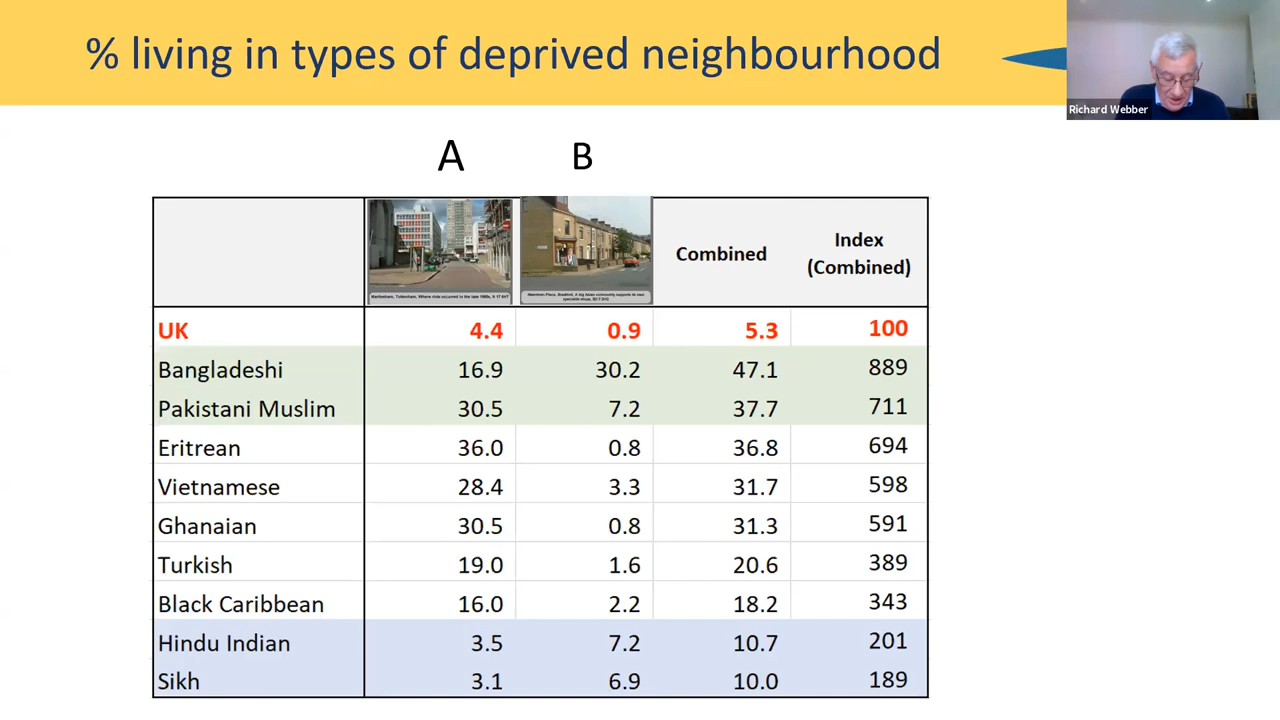 % living in types of deprived neighbourhood
Richard Webber
A B
Combined Index (Combined)
UK 4.4 0.9 5.3 100
Bangladeshi 16.9 30.2 47.1 889
Pakistani Muslim 30.5 7.2 37.7 711
Eritrean 36.0 0.8 36.8 694
Vietnamese 28.4 3.3 31.7 598
Ghanaian 30.5 0.8 31.3 591
Turkish 19.0 1.6 20.6 389
Black Caribbean 16.0 2.2 18.2 343
Hindu Indian 3.5 7.2 10.7 201
Sikh 3.1 6.9 10.0 189